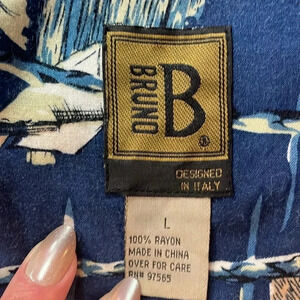 BRUNO
B
®
DESIGNED
IN ITALY
L
100% RAYON
MADE IN CHINA
OVER FOR CARE
RN# 97565